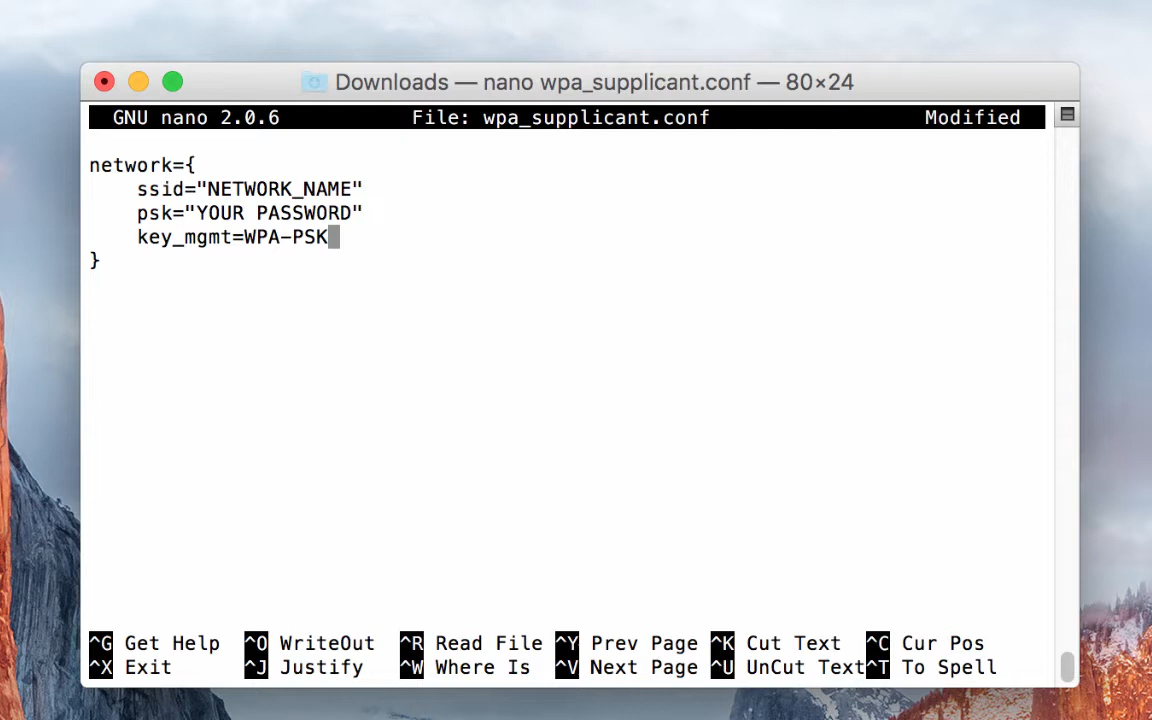 Downloads — nano wpa_supplicant.conf — 80×24
GNU nano 2.0.6 File: wpa_supplicant.conf Modified
network={
    ssid="NETWORK_NAME"
    psk="YOUR PASSWORD"
    key_mgmt=WPA-PSK
}
^G Get Help ^O WriteOut ^R Read File ^Y Prev Page ^K Cut Text ^C Cur Pos
^X Exit ^J Justify ^W Where Is ^V Next Page ^U UnCut Text ^T To Spell